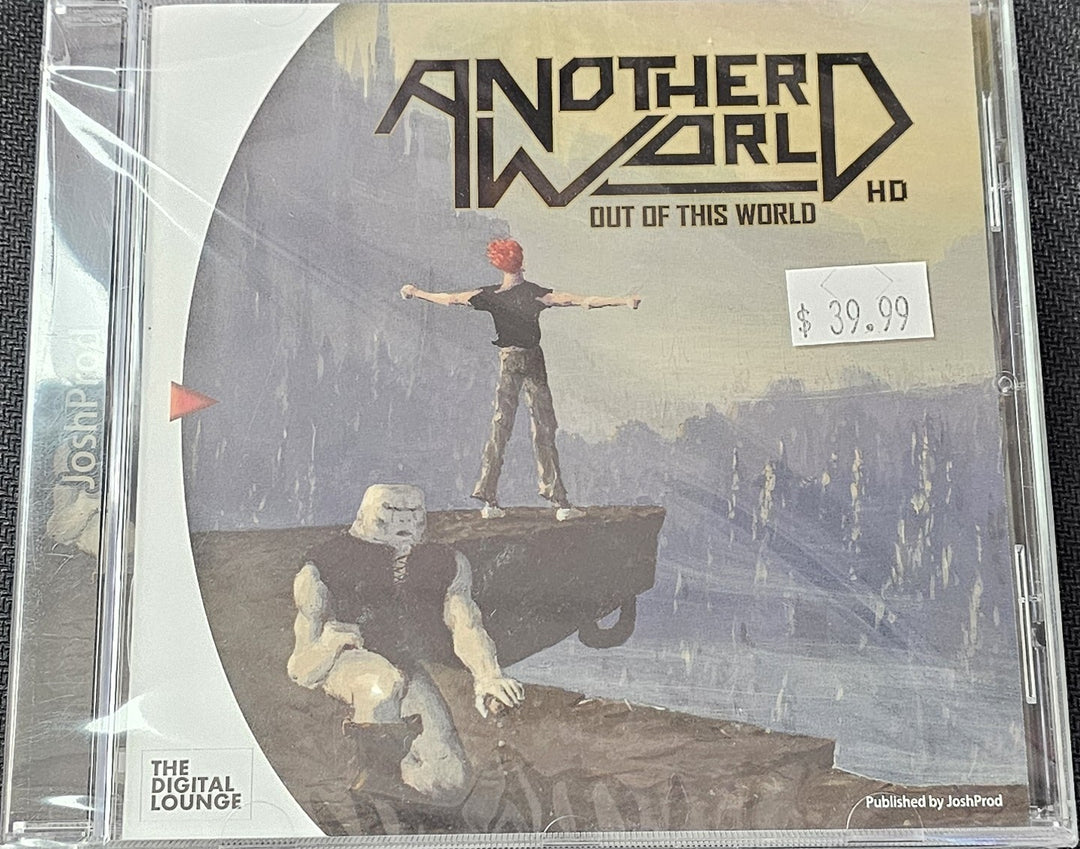 ANOTHER
WORLD
HD
OUT OF THIS WORLD
$ 39.99
JoshProd
THE
DIGITAL
LOUNGE
Published by JoshProd